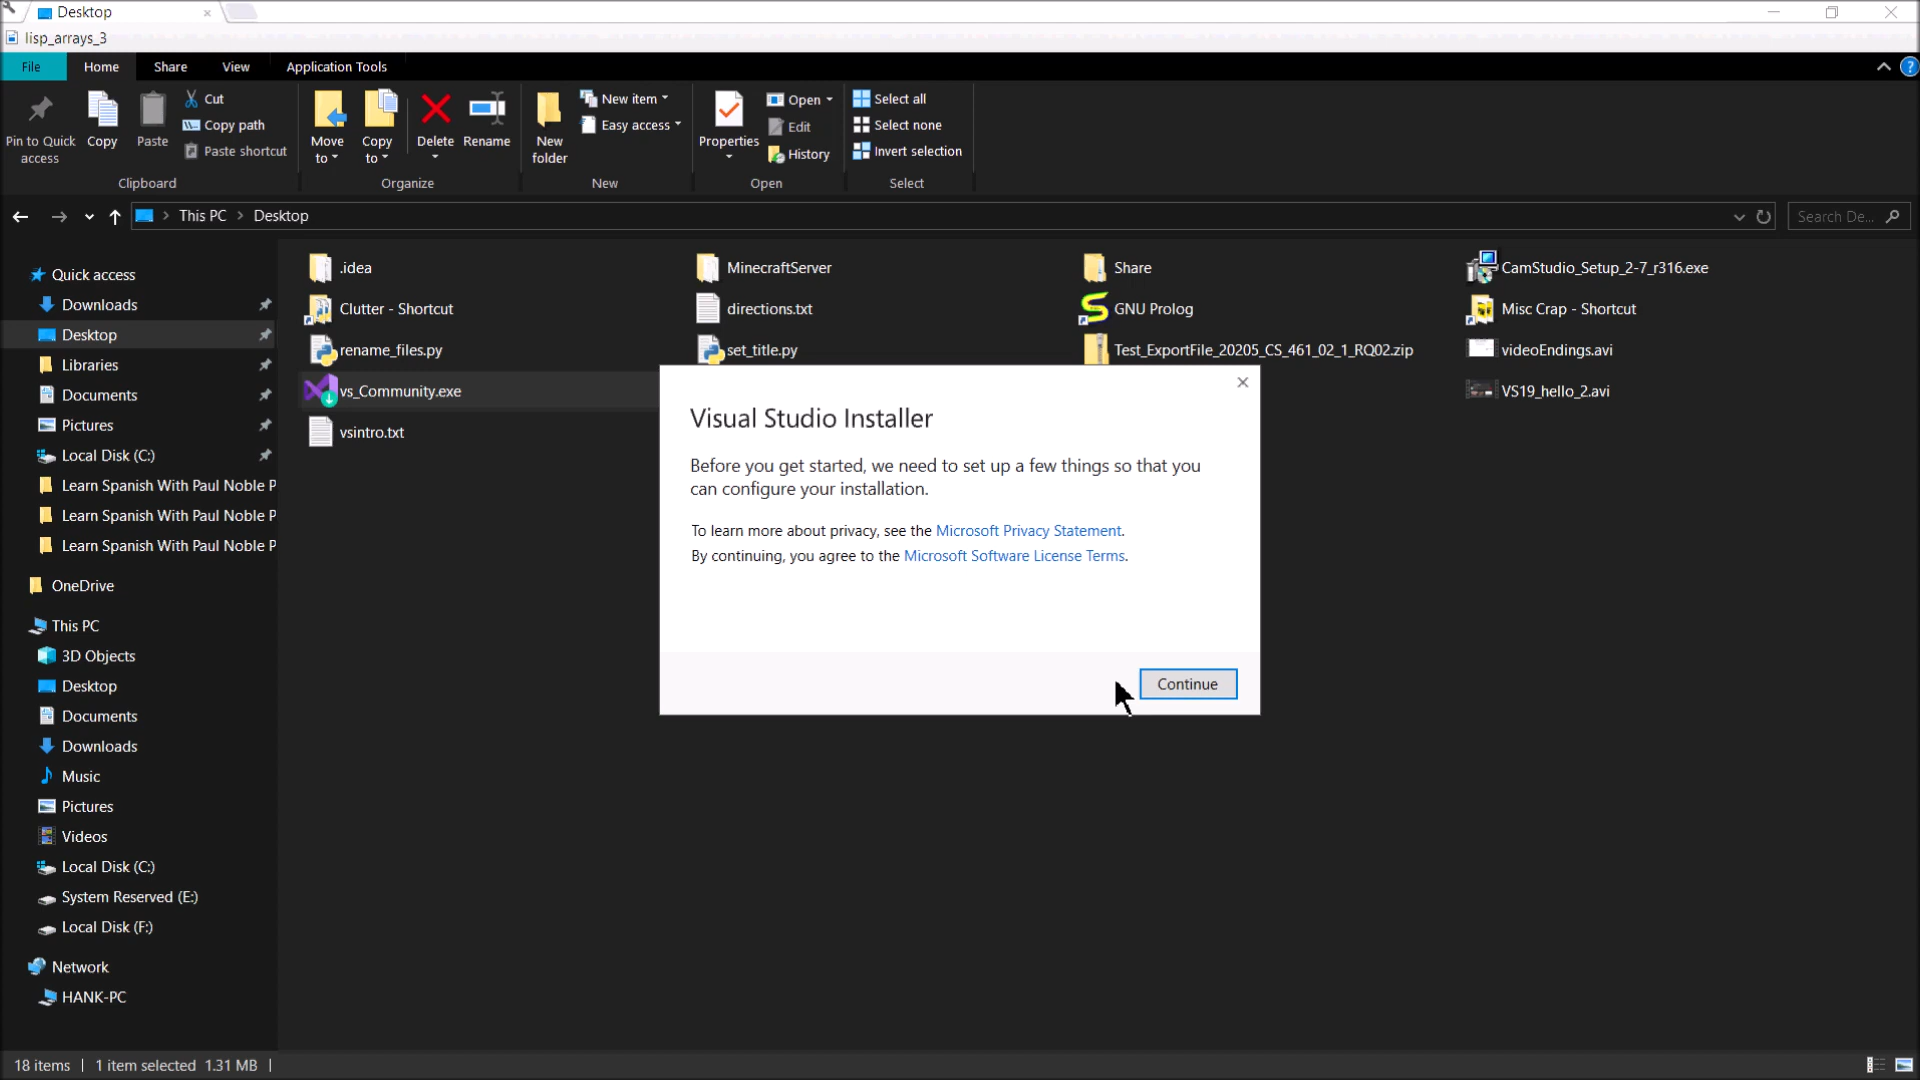 Desktop
lisp_arrays_3
File Home Share View Application Tools
Pin to Quick access
Copy
Paste
Cut
Copy path
Paste shortcut
Clipboard
Move to
Copy to
Delete
Rename
Organize
New folder
New item
Easy access
New
Properties
Open
Edit
History
Open
Select all
Select none
Invert selection
Select
This PC > Desktop
Search De...
Quick access
Downloads
Desktop
Libraries
Documents
Pictures
Local Disk (C:)
Learn Spanish With Paul Noble P
Learn Spanish With Paul Noble P
Learn Spanish With Paul Noble P
OneDrive
This PC
3D Objects
Desktop
Documents
Downloads
Music
Pictures
Videos
Local Disk (C:)
System Reserved (E:)
Local Disk (F:)
Network
HANK-PC
.idea
MinecraftServer
Share
CamStudio_Setup_2-7_r316.exe
Clutter - Shortcut
directions.txt
GNU Prolog
Misc Crap - Shortcut
rename_files.py
set_title.py
Test_ExportFile_20205_CS_461_02_1_RQ02.zip
videoEndings.avi
vs_Community.exe
VS19_hello_2.avi
vsintro.txt
Visual Studio Installer
Before you get started, we need to set up a few things so that you
can configure your installation.
To learn more about privacy, see the Microsoft Privacy Statement.
By continuing, you agree to the Microsoft Software License Terms.
Continue
18 items 1 item selected 1.31 MB